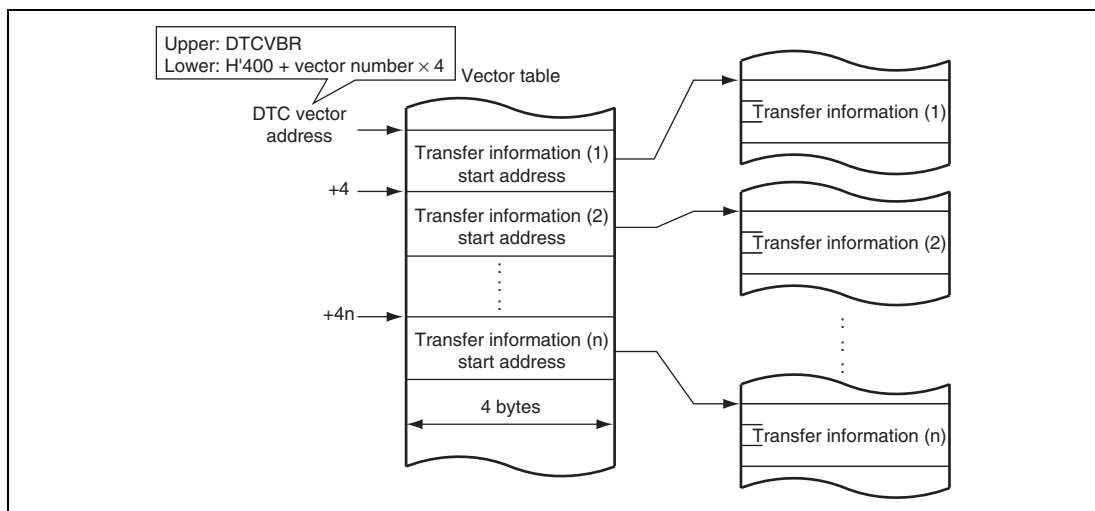 Upper: DTCVBR
Lower: H'400 + vector number × 4
DTC vector
address
Vector table
Transfer information (1)
start address
+4
Transfer information (2)
start address
+4n
Transfer information (n)
start address
4 bytes
Transfer information (1)
Transfer information (2)
Transfer information (n)